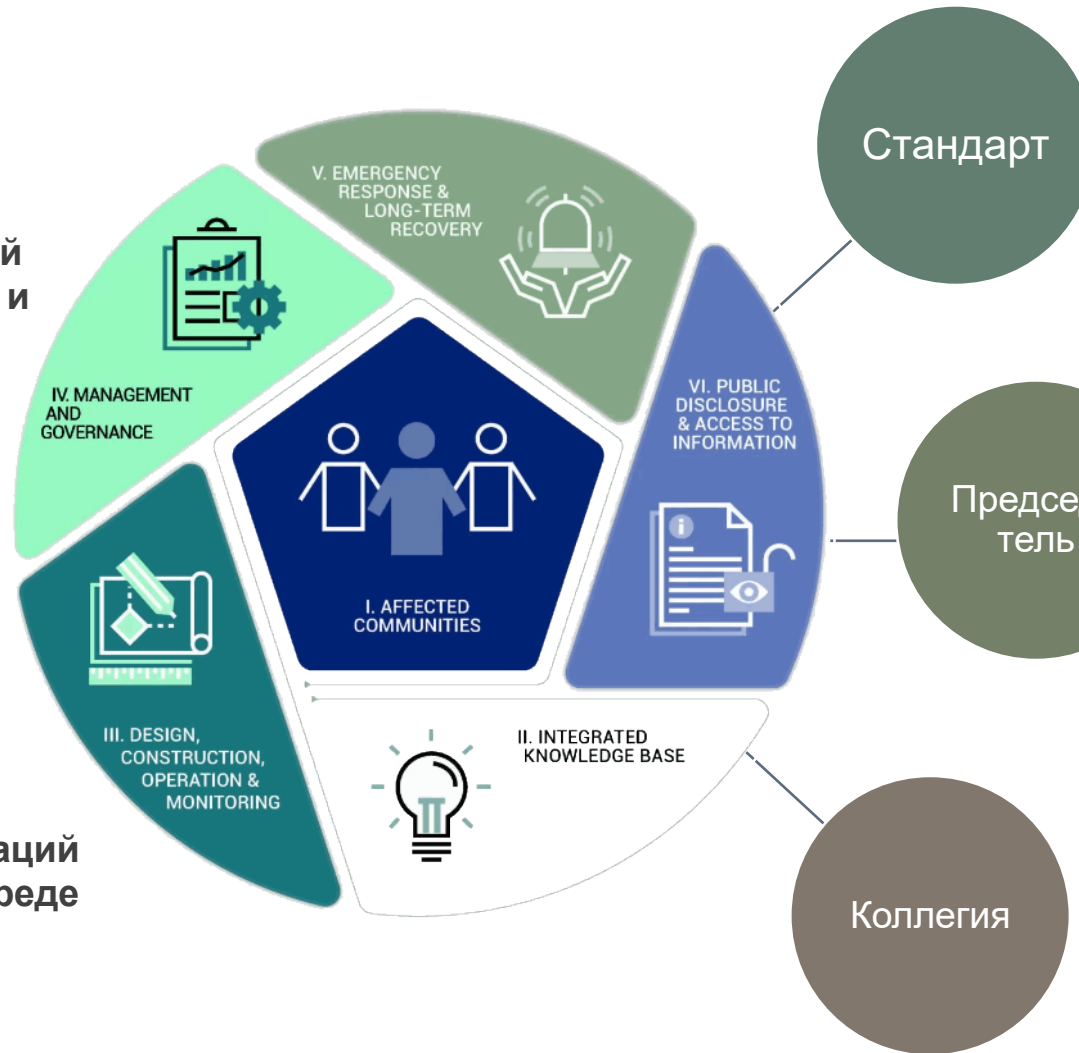 Стандарт
V. EMERGENCY
RESPONSE &
LONG-TERM
RECOVERY
й
и
IV. MANAGEMENT
AND
GOVERNANCE
VI. PUBLIC
DISCLOSURE
& ACCESS TO
INFORMATION
Предсе
тель
I. AFFECTED
COMMUNITIES
III. DESIGN,
CONSTRUCTION,
OPERATION &
MONITORING
II. INTEGRATED
KNOWLEDGE BASE
аций
реде
Коллегия